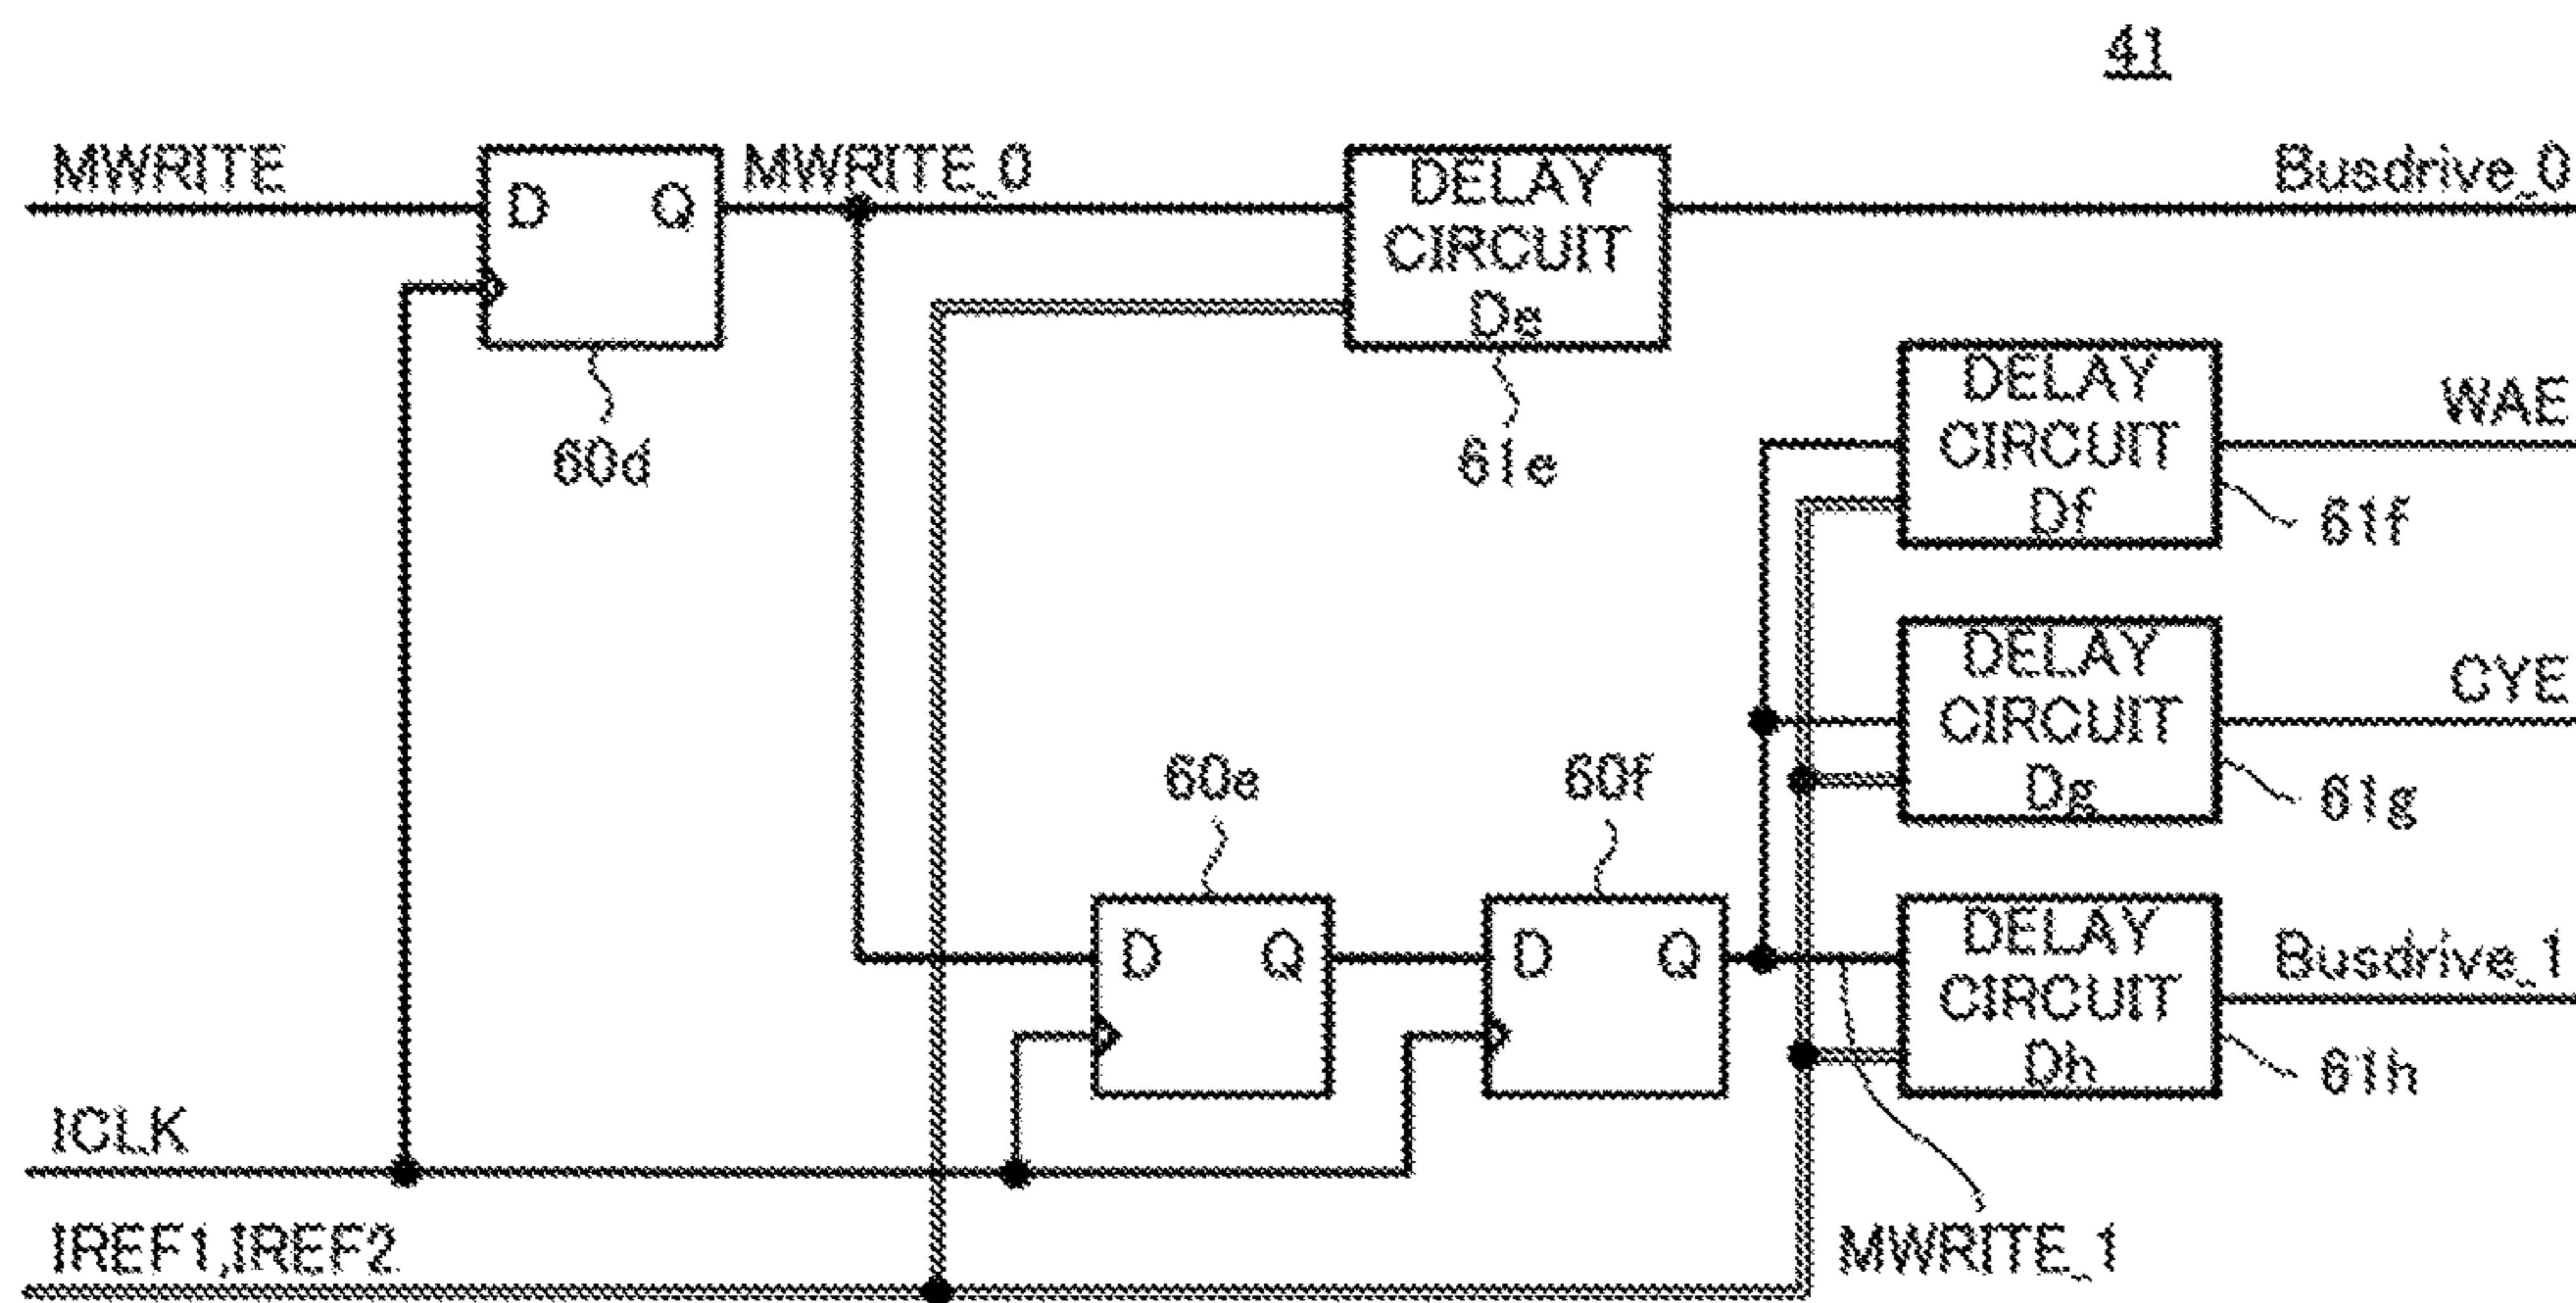 41
MWRITE
D Q
MWRITE_0
DELAY
CIRCUIT
De
Busdrive_0
60d
61e
DELAY
CIRCUIT
Df
WAE
61f
DELAY
CIRCUIT
Dg
CYE
61g
60e
60f
D Q
D Q
DELAY
CIRCUIT
Dh
Busdrive_1
61h
ICLK
IREF1,IREF2
MWRITE_1